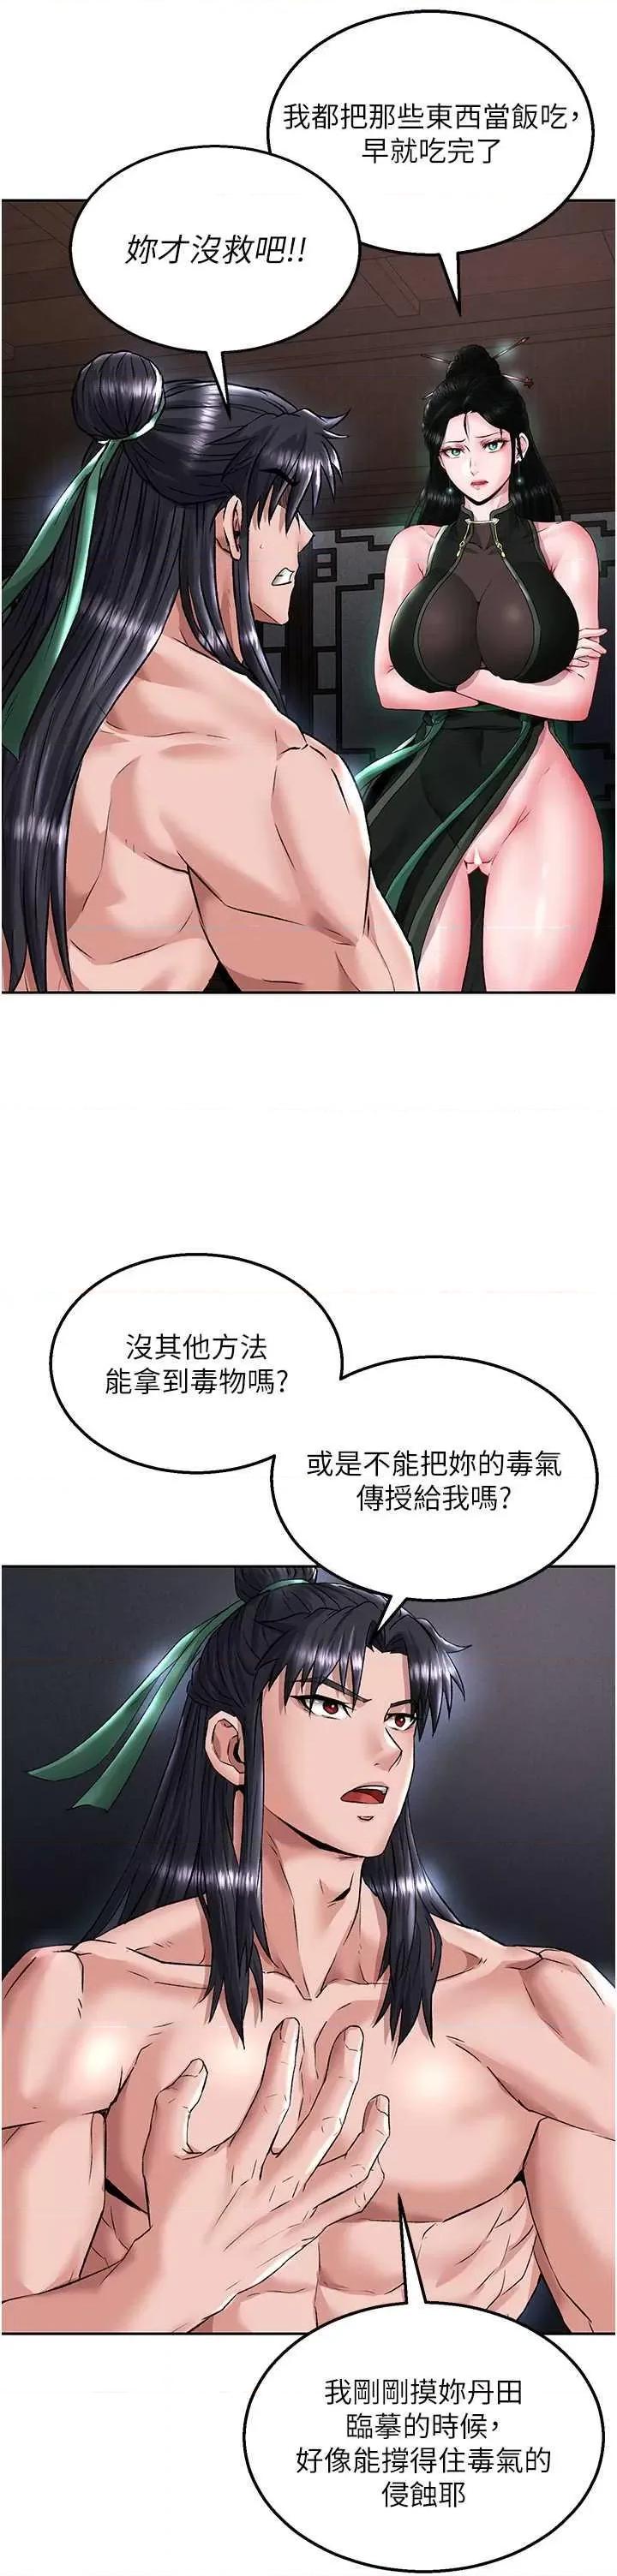 我都把那些東西當飯吃，
早就吃完了
妳才沒救吧!!
沒其他方法
能拿到毒物嗎?
或是不能把妳的毒氣
傳授給我嗎?
我剛剛摸妳丹田
臨摹的時候，
好像能撐得住毒氣的
侵蝕耶